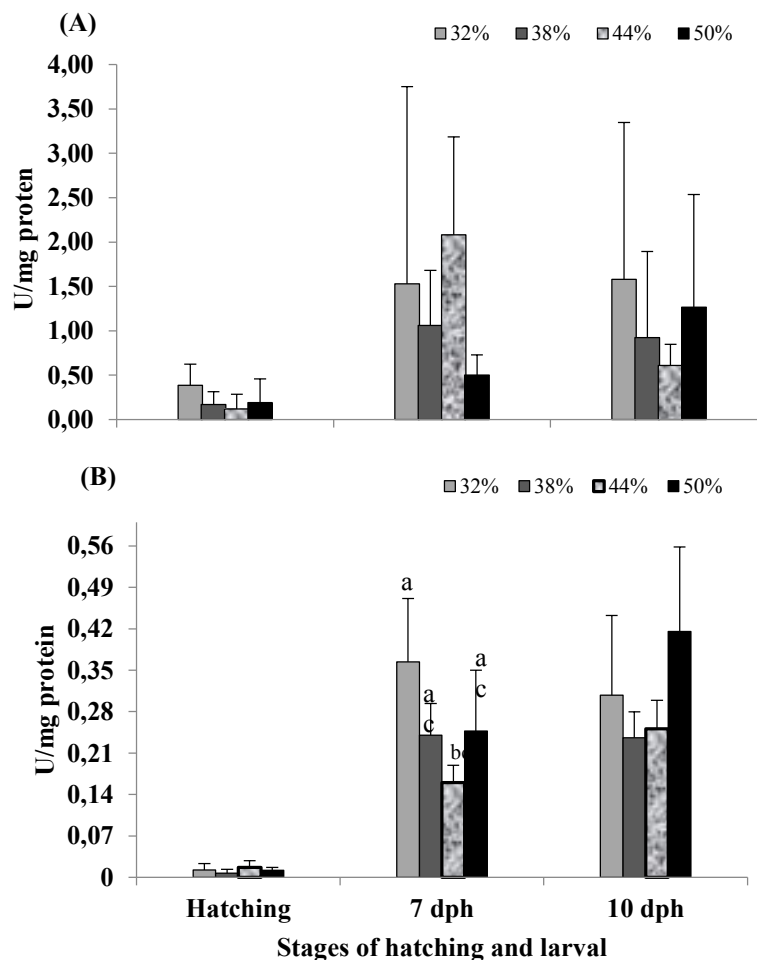 (A)
32% 38% 44% 50%
4,00
3,50
3,00
2,50
2,00
1,50
1,00
0,50
0,00
U/mg proten
(B)
32% 38% 44% 50%
0,56
0,49
0,42
0,35
0,28
0,21
0,14
0,07
0
U/mg protein
a
a
c
bc
a
c
Hatching 7 dph 10 dph
Stages of hatching and larval